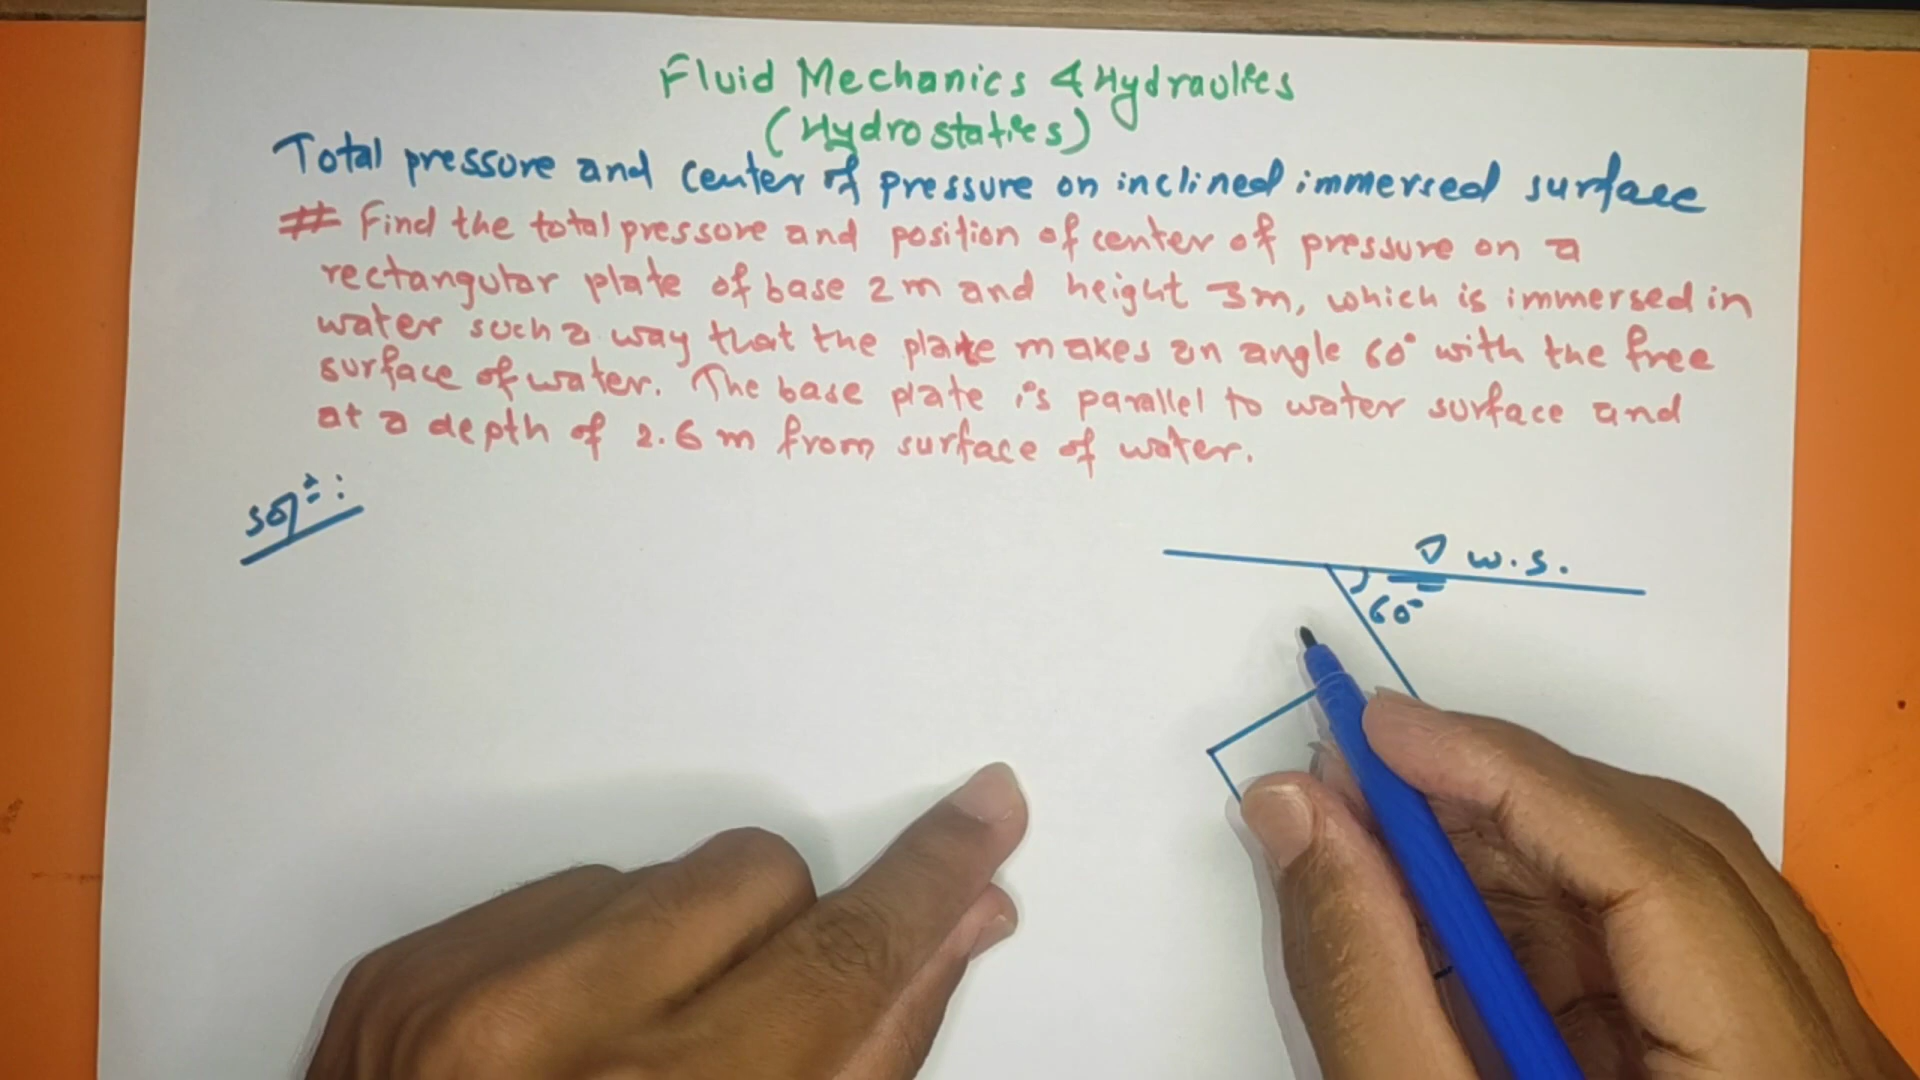 Fluid Mechanics & Hydraulics
(Hydrostatics)
Total pressure and center of pressure on inclined immersed surface
# Find the total pressure and position of center of pressure on a
rectangular plate of base 2m and height 3m, which is immersed in
water such a way that the plate makes an angle 60° with the free
surface of water. The base plate is parallel to water surface and
at a depth of 2.6 m from surface of water.
sol^n:
W.S.
60°